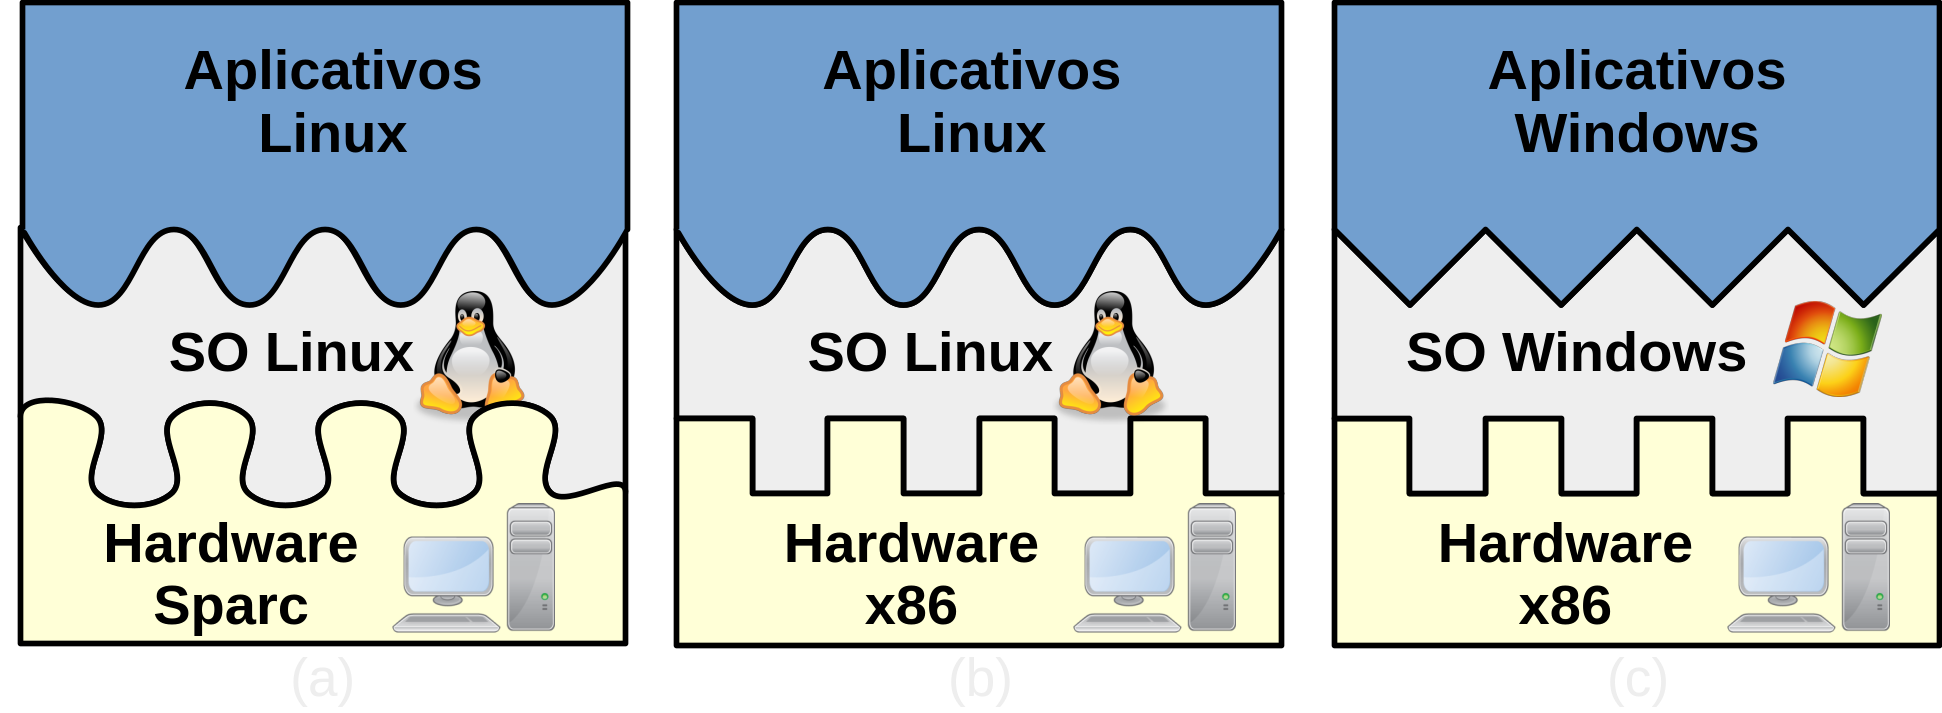 Aplicativos
Linux
SO Linux
Hardware
Sparc
(a)
Aplicativos
Linux
SO Linux
Hardware
x86
(b)
Aplicativos
Windows
SO Windows
Hardware
x86
(c)